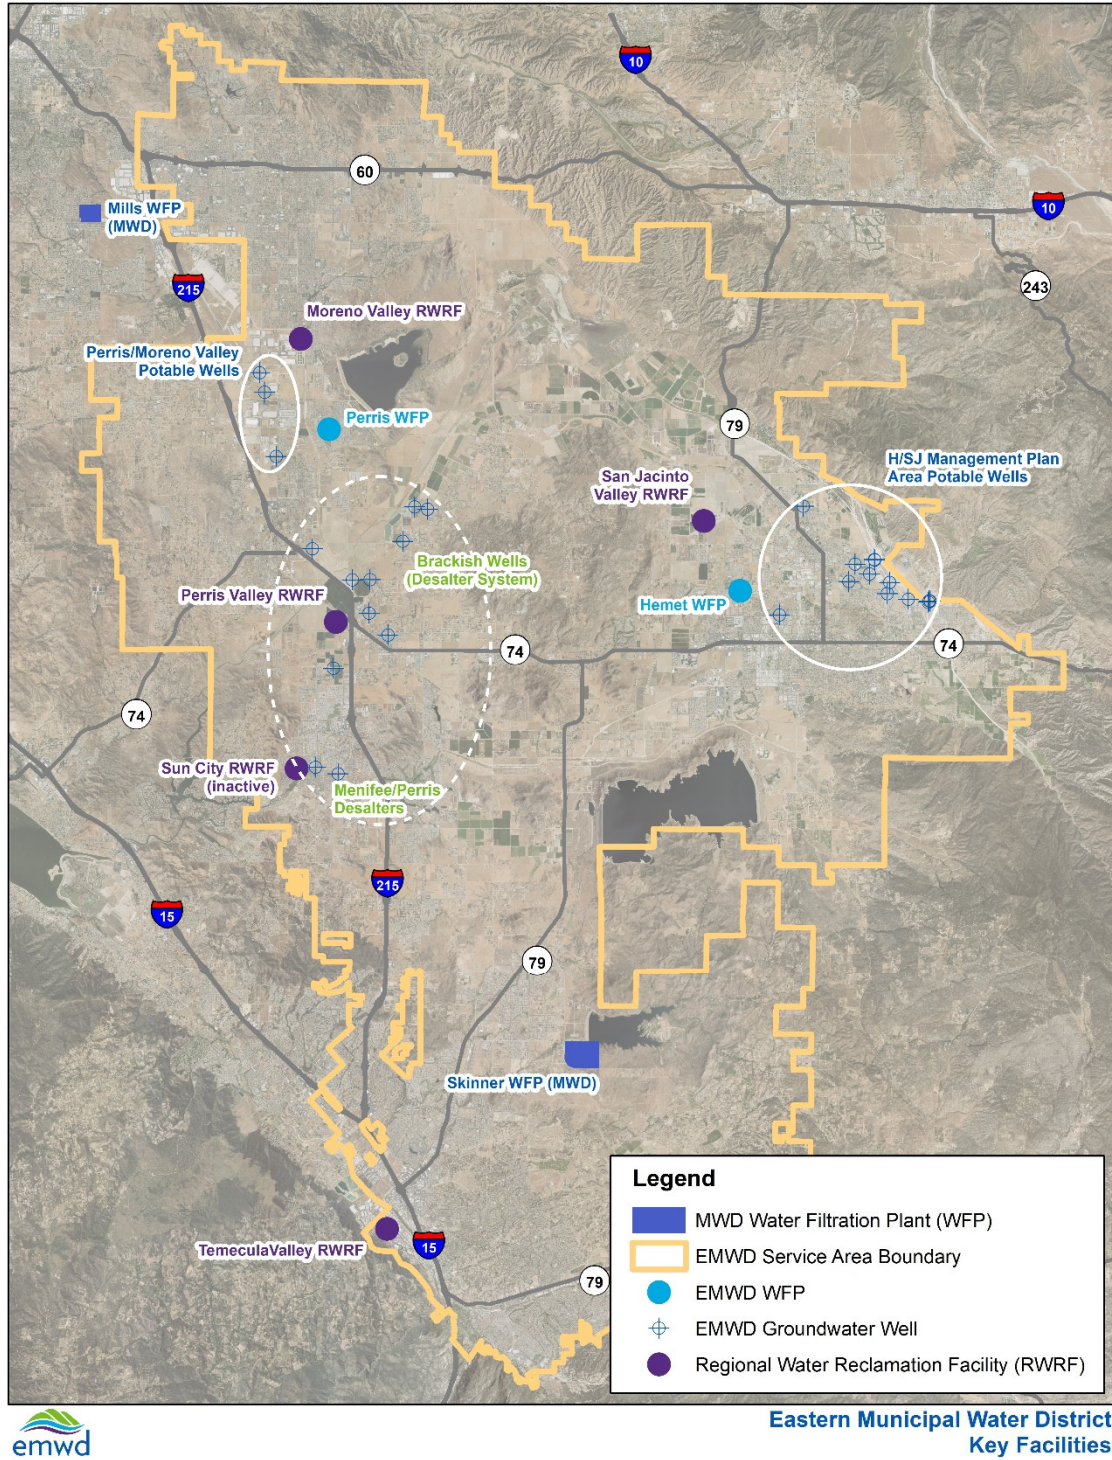 10
60
Mills WFP
(MWD)
10
215
243
Moreno Valley RWRF
Perris/Moreno Valley
Potable Wells
Perris WFP
79
H/SJ Management Plan
Area Potable Wells
San Jacinto
Valley RWRF
Brackish Wells
(Desalter System)
Perris Valley RWRF
Hemet WFP
74
74
74
Sun City RWRF
(inactive)
Menifee/Perris
Desalters
215
15
79
Skinner WFP (MWD)
TemeculaValley RWRF
15
79
Legend
MWD Water Filtration Plant (WFP)
EMWD Service Area Boundary
EMWD WFP
EMWD Groundwater Well
Regional Water Reclamation Facility (RWRF)
emwd
Eastern Municipal Water District
Key Facilities